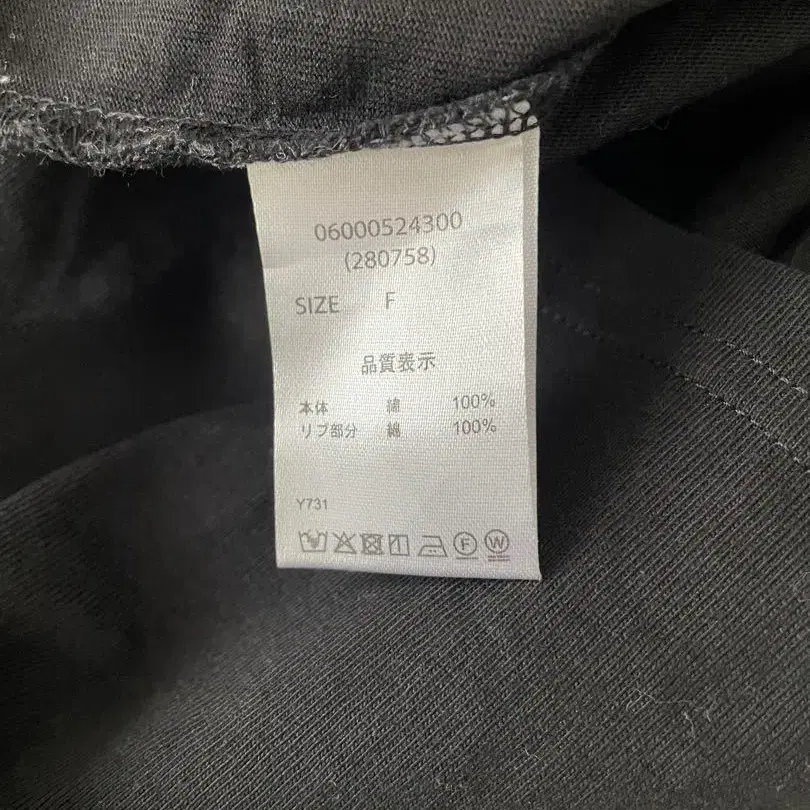 06000524300
(280758)
SIZE F
品質表示
本体 綿 100%
リブ部分 綿 100%
Y731
F W